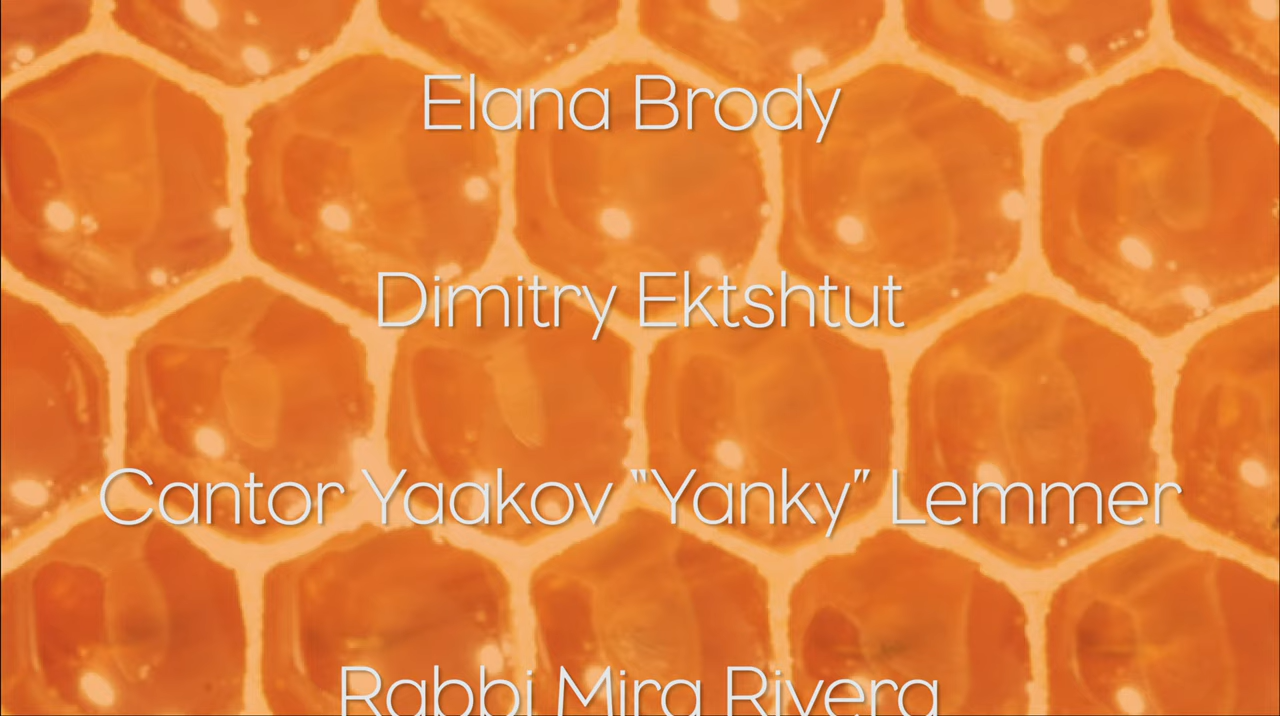 Elana Brody
Dimitry Ektshtut
Cantor Yaakov "Yanky" Lemmer
Rabbi Mira Rivera